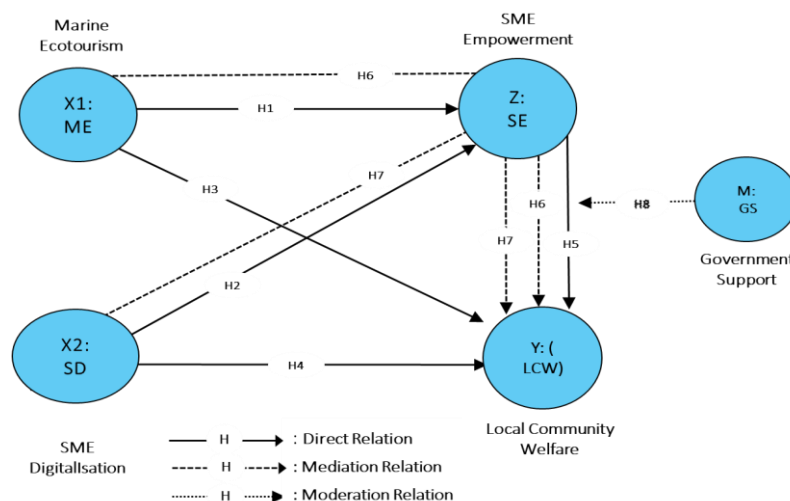 Marine
Ecotourism
SME
Empowerment
X1:
ME
H6
H1
Z:
SE
H7
H3
H2
H7
H6
H5
H8
M:
GS
Government
Support
X2:
SD
H4
Y: (
LCW)
SME
Digitalisation
Local Community
Welfare
H : Direct Relation
H : Mediation Relation
H : Moderation Relation